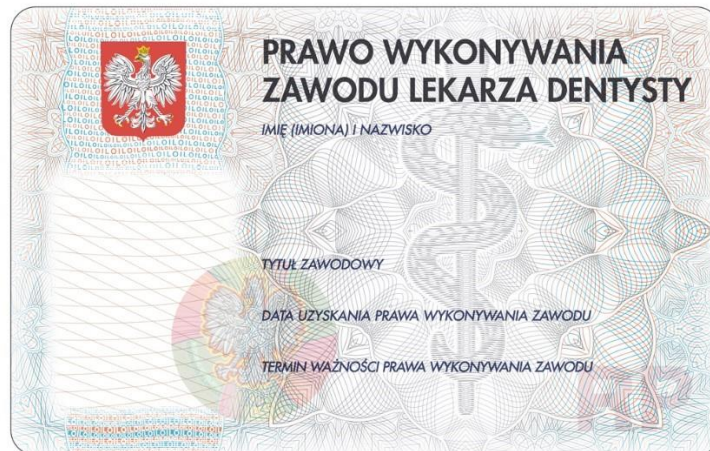 PRAWO WYKONYWANIA
ZAWODU LEKARZA DENTYSTY
IMIĘ (IMIONA) I NAZWISKO
TYTUŁ ZAWODOWY
DATA UZYSKANIA PRAWA WYKONYWANIA ZAWODU
TERMIN WAŻNOŚCI PRAWA WYKONYWANIA ZAWODU